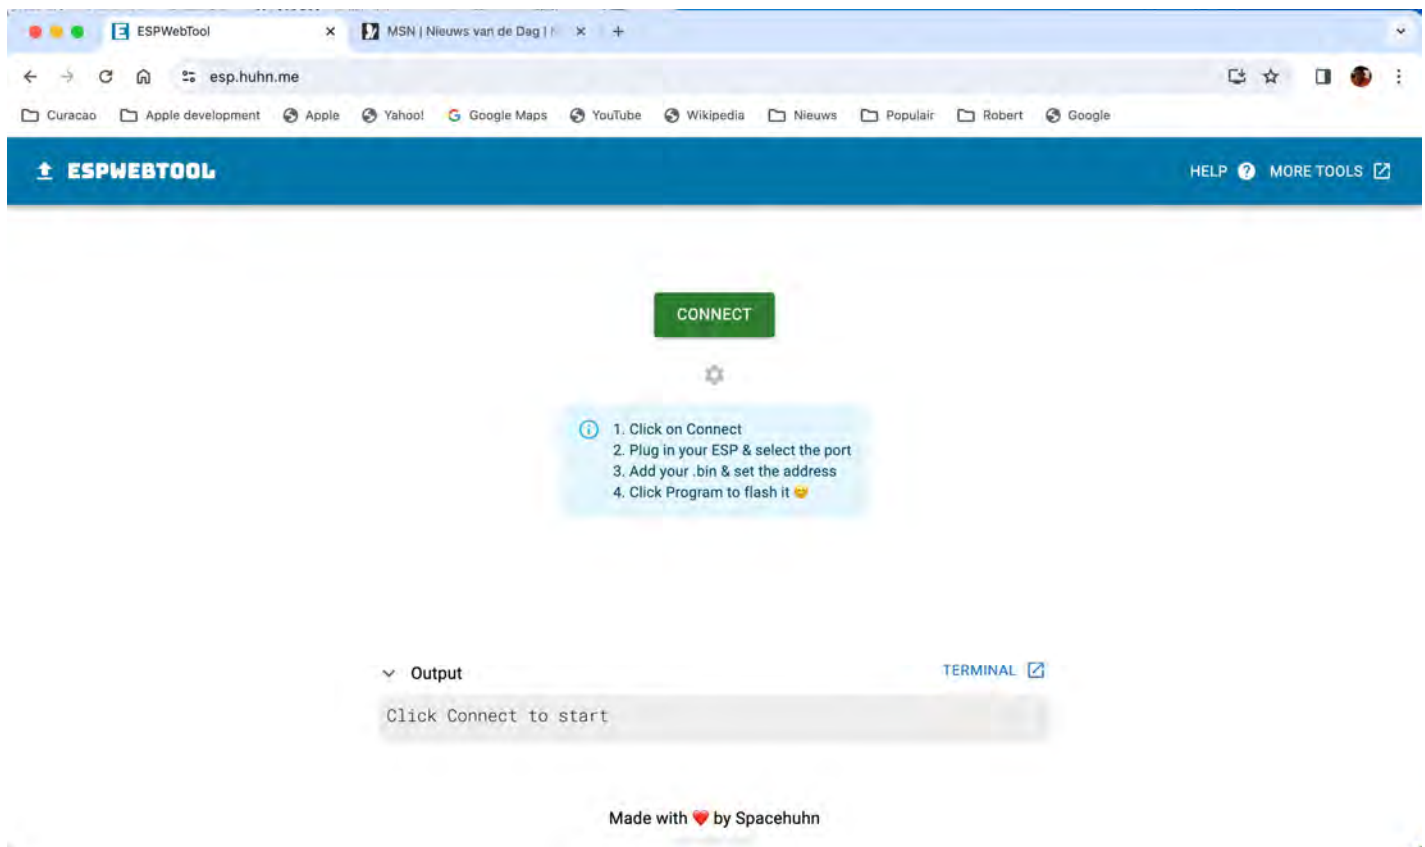 ESPWebTool
MSN | Nieuws van de Dag |
esp.huhn.me
Curacao Apple development Apple Yahoo! Google Maps YouTube Wikipedia Nieuws Populair Robert Google
ESPWEBTOOL
HELP ? MORE TOOLS
CONNECT
1. Click on Connect
2. Plug in your ESP & select the port
3. Add your .bin & set the address
4. Click Program to flash it 😊
Output
TERMINAL
Click Connect to start
Made with ❤️ by Spacehuhn